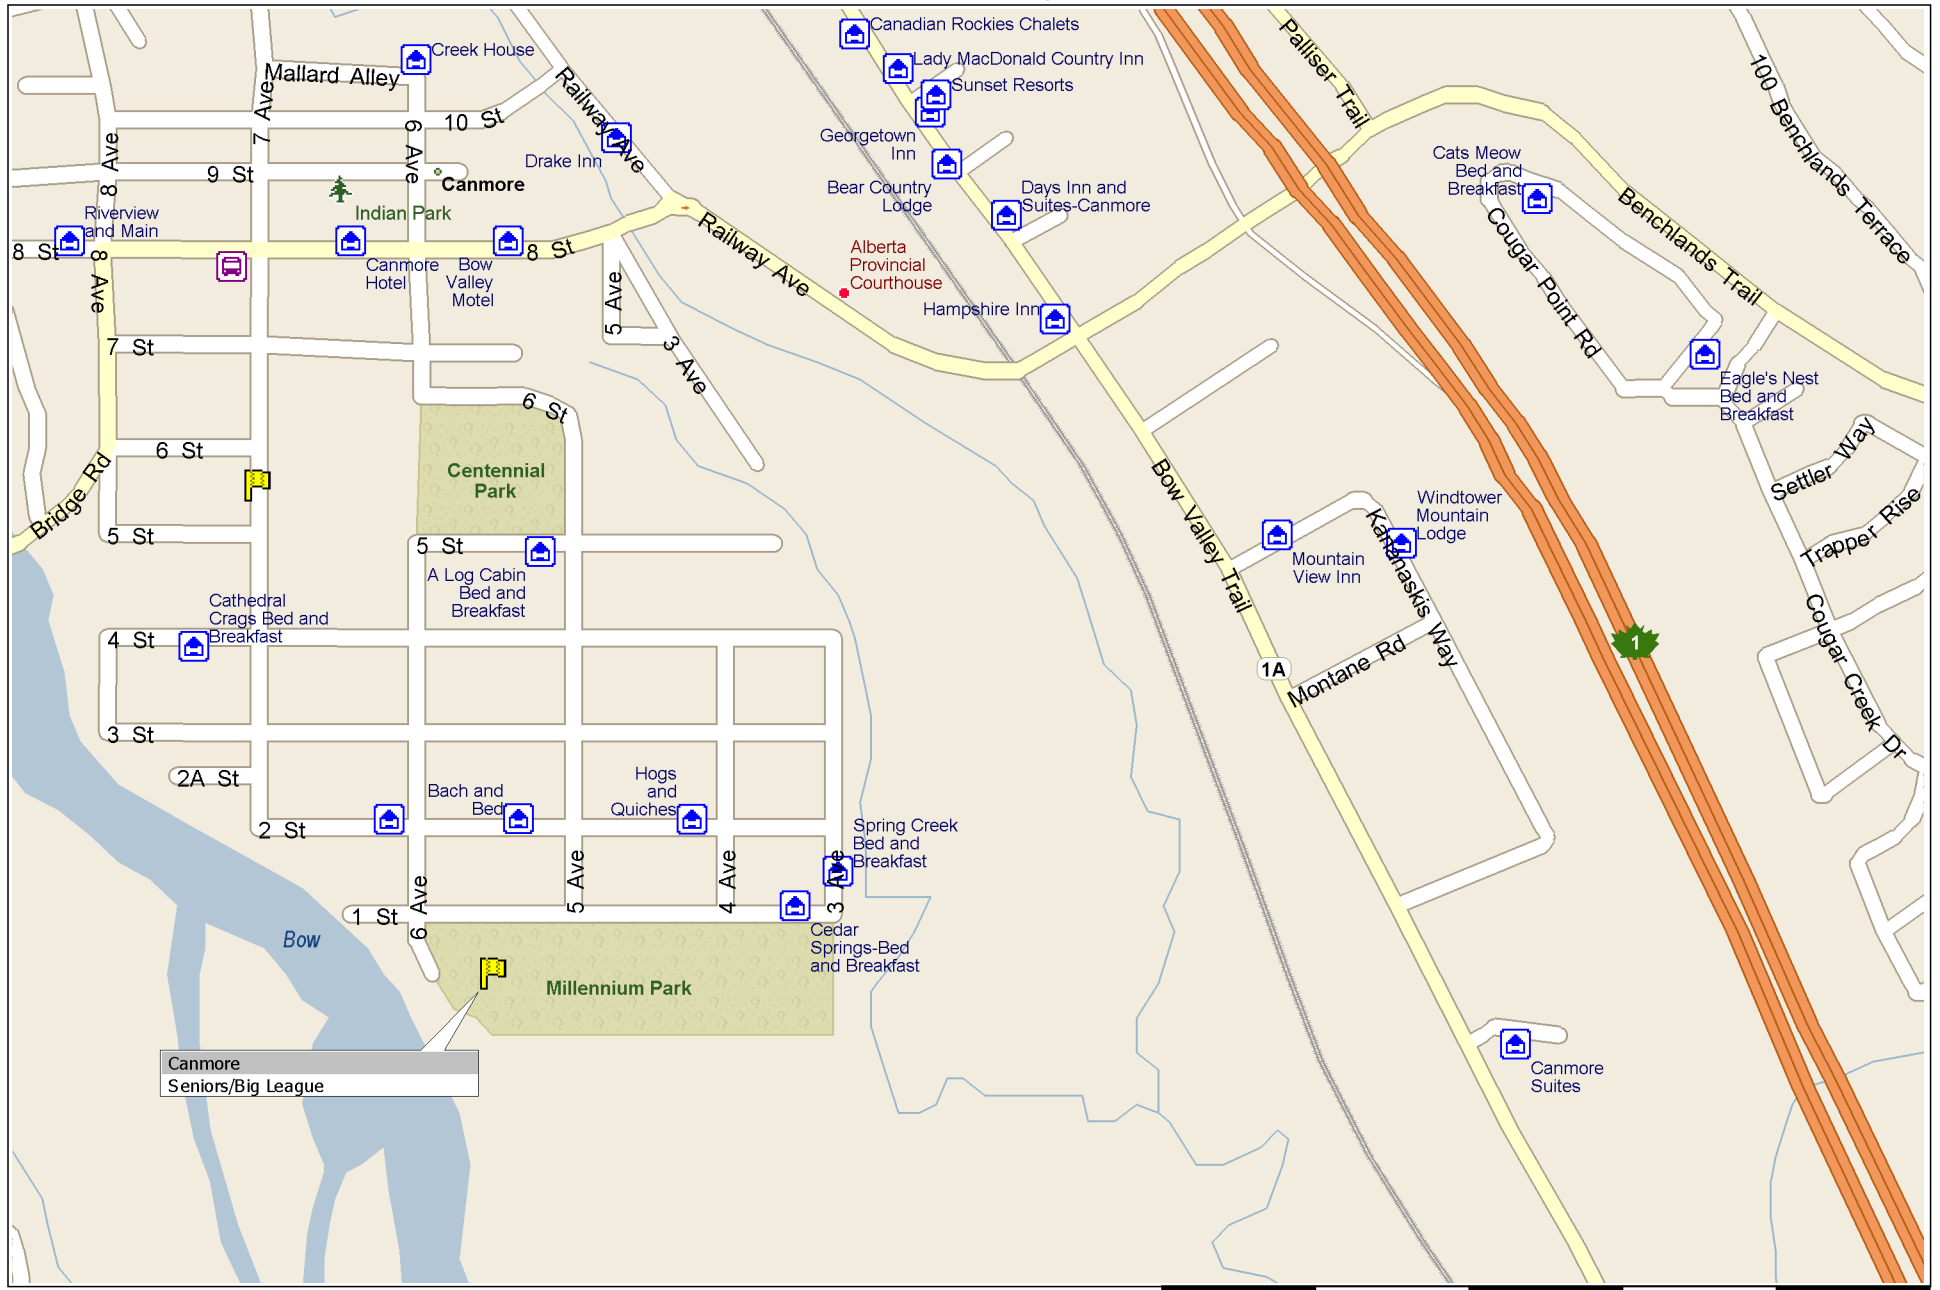 Canadian Rockies Chalets
Creek House
Lady MacDonald Country Inn
Mallard Alley
Sunset Resorts
Palliser Trail
100 Benchlands Terrace
7 Ave
Railway Ave
10 St
6 Ave
8 Ave
Drake Inn
Georgetown
Inn
9 St
Canmore
Indian Park
Bear Country
Lodge
Days Inn and
Suites-Canmore
Cats Meow
Bed and
Breakfast
Benchlands Trail
Cougar Point Rd
Riverview
and Main
8 St
8 Ave
Canmore
Hotel
Bow
Valley
Motel
8 St
Railway Ave
Alberta
Provincial
Courthouse
5 Ave
3 Ave
Hampshire Inn
7 St
Eagle's Nest
Bed and
Breakfast
6 St
6 St
Settler Way
Centennial
Park
Bridge Rd
Bow Valley Trail
Trapper Rise
Windtower
Mountain
Lodge
Kananaskis Way
5 St
5 St
Mountain
View Inn
A Log Cabin
Bed and
Breakfast
Cathedral
Crags Bed and
Breakfast
4 St
1
1A
Montane Rd
Cougar Creek Dr
3 St
2A St
Bach and
Bed
Hogs
and
Quiches
2 St
Spring Creek
Bed and
Breakfast
6 Ave
5 Ave
4 Ave
3 Ave
1 St
Bow
Cedar
Springs-Bed
and Breakfast
Millennium Park
Canmore
Seniors/Big League
Canmore
Suites